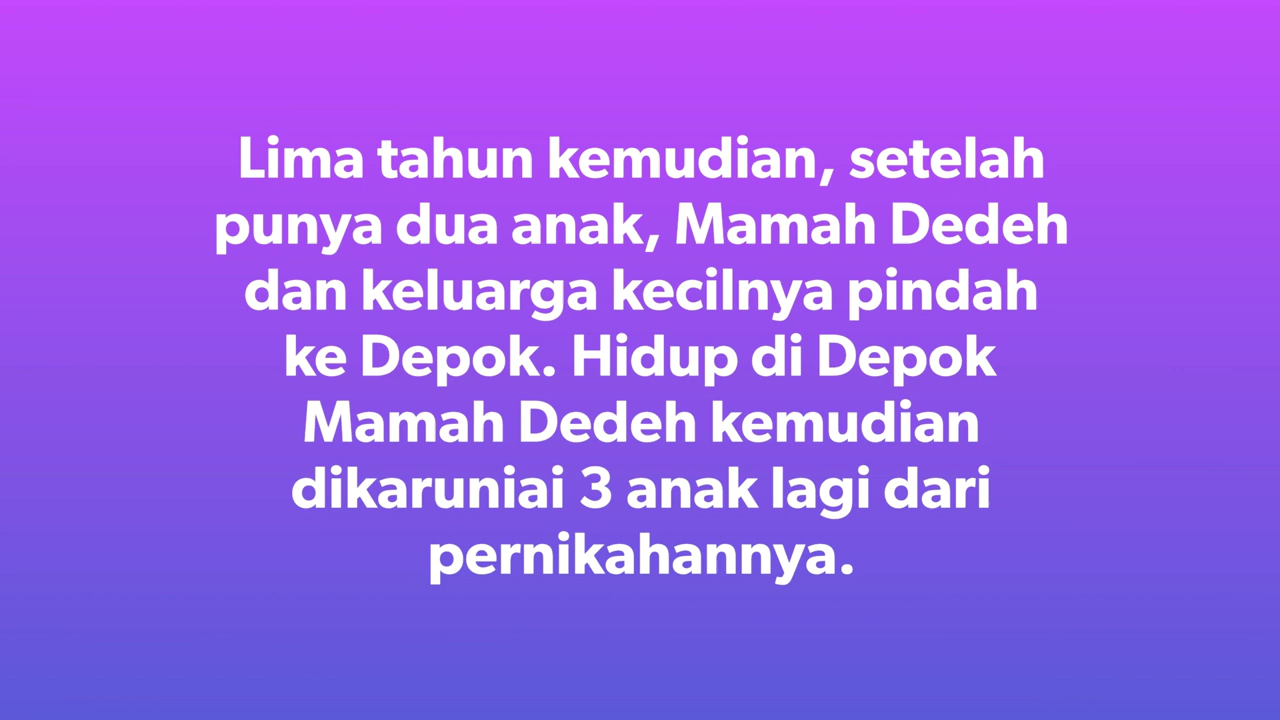 Lima tahun kemudian, setelah
punya dua anak, Mamah Dedeh
dan keluarga kecilnya pindah
ke Depok. Hidup di Depok
Mamah Dedeh kemudian
dikaruniai 3 anak lagi dari
pernikahannya.